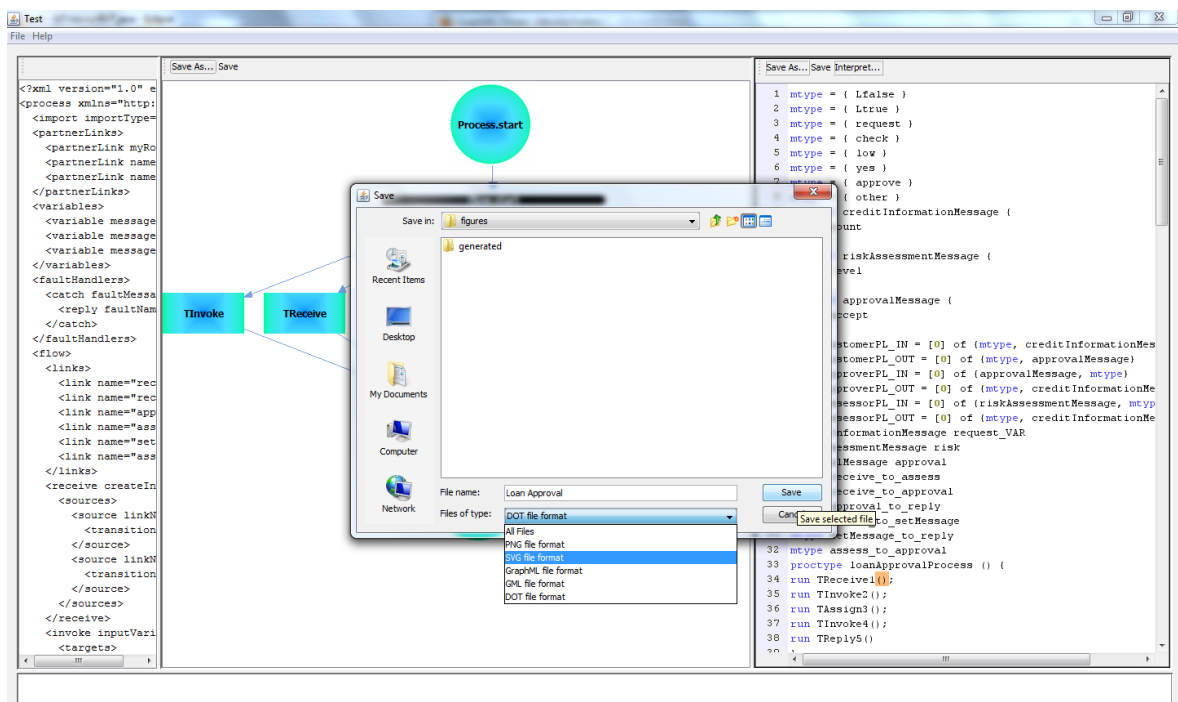 Test
File Help
Save As... Save
<?xml version="1.0" e
<process xmlns="http:
<import importType=
<partnerLinks>
<partnerLink myRo
<partnerLink name
<partnerLink name
</partnerLinks>
<variables>
<variable message
<variable message
<variable message
</variables>
<faultHandlers>
<catch faultMessa
<reply faultNam
</catch>
</faultHandlers>
<flow>
<links>
<link name="rec
<link name="rec
<link name="app
<link name="ass
<link name="set
<link name="ass
</links>
<receive createIn
<sources>
<source linkN
<transition
</source>
<source linkN
<transition
</source>
</sources>
</receive>
<invoke inputVari
<targets>
Process.start
TInvoke
TReceive
Save
Save in:
figures
generated
Recent Items
Desktop
My Documents
Computer
Network
File name:
Loan Approval
Save
Files of type:
DOT file format
Save selected file
All Files
PNG file format
SVG file format
GraphML file format
GML file format
DOT file format
Save As... Save Interpret...
1 mtype = { Lfalse }
2 mtype = { Ltrue }
3 mtype = { request }
4 mtype = { check }
5 mtype = { low }
6 mtype = { yes }
7 mtype = { approve }
{ other }
creditInformationMessage {
ount
riskAssessmentMessage {
evel
approvalMessage {
ccept
stomerPL_IN = [0] of {mtype, creditInformationMes
stomerPL_OUT = [0] of {mtype, approvalMessage}
proverPL_IN = [0] of {approvalMessage, mtype}
proverPL_OUT = [0] of {mtype, creditInformationMe
sessorPL_IN = [0] of {riskAssessmentMessage, mtyp
sessorPL_OUT = [0] of {mtype, creditInformationMe
nformationMessage request_VAR
essmentMessage risk
lMessage approval
eceive_to_assess
eceive_to_approval
pproval_to_reply
to_setMessage
etMessage_to_reply
32 mtype assess_to_approval
33 proctype loanApprovalProcess () {
34 run TReceive1();
35 run TInvoke2();
36 run TAssign3();
37 run TInvoke4();
38 run TReply5()